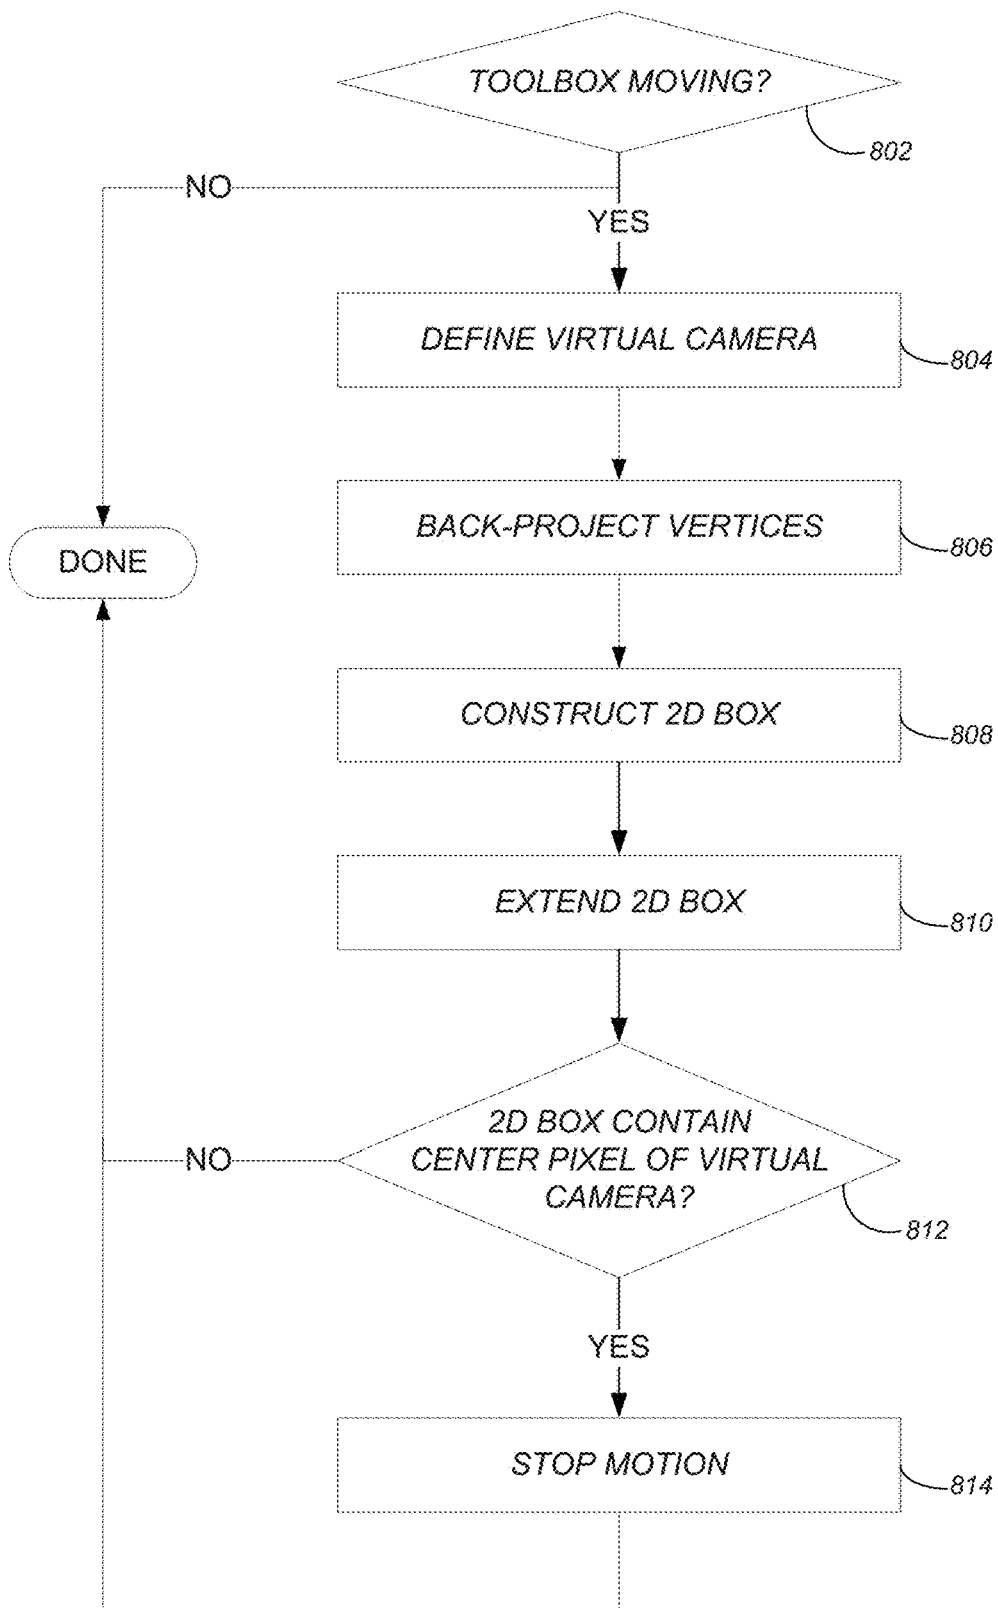 TOOLBOX MOVING?
802
NO
YES
DEFINE VIRTUAL CAMERA
804
BACK-PROJECT VERTICES
806
DONE
CONSTRUCT 2D BOX
808
EXTEND 2D BOX
810
2D BOX CONTAIN
CENTER PIXEL OF VIRTUAL
CAMERA?
NO
812
YES
STOP MOTION
814